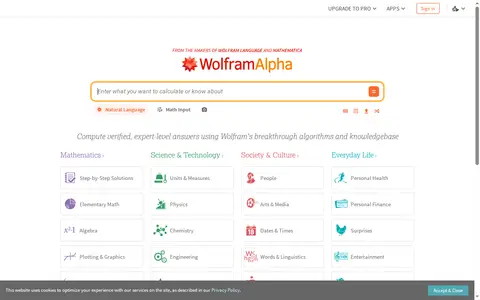 UPGRADE TO PRO
APPS
Sign in
FROM THE MAKERS OF WOLFRAM LANGUAGE AND MATHEMATICA
WolframAlpha
Enter what you want to calculate or know about
Natural Language
Math Input
Compute verified, expert-level answers using Wolfram's breakthrough algorithms and knowledgebase
Mathematics ›
Science & Technology ›
Society & Culture ›
Everyday Life ›
Step-by-Step Solutions
Units & Measures
People
Personal Health
Elementary Math
Physics
Arts & Media
Personal Finance
Algebra
Chemistry
Dates & Times
Surprises
Plotting & Graphics
Engineering
Words & Linguistics
Entertainment
This website uses cookies to optimize your experience with our services on the site, as described in our Privacy Policy.
Accept & Close